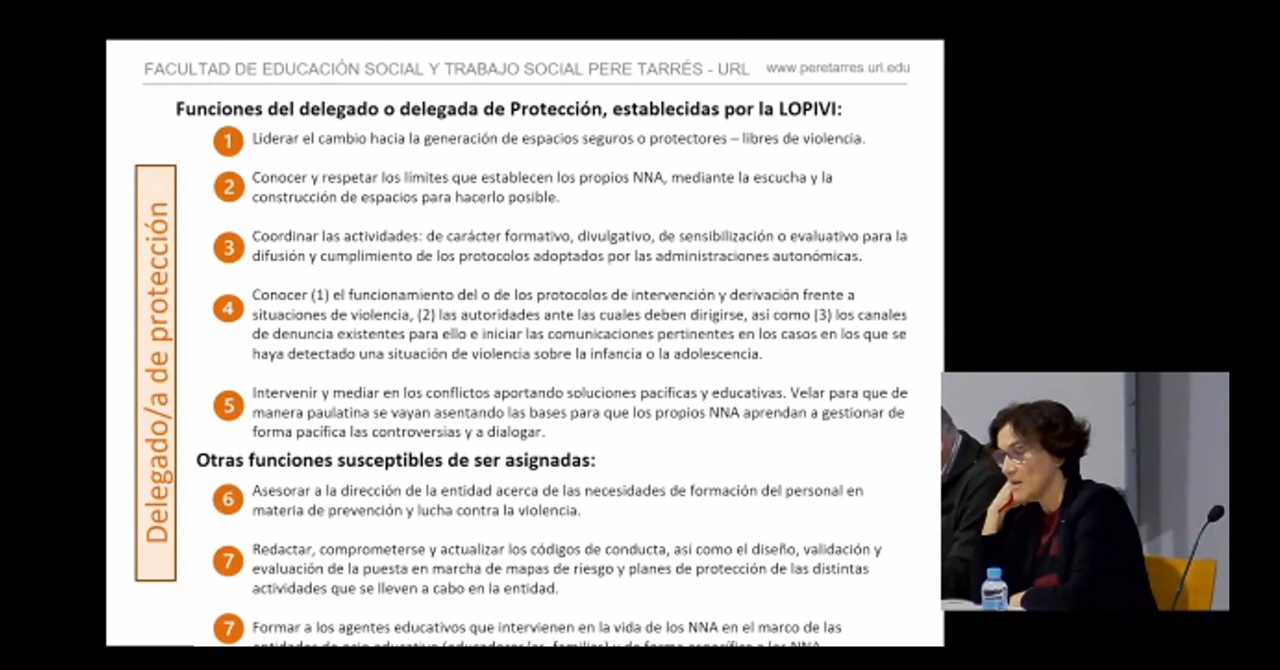 FACULTAD DE EDUCACIÓN SOCIAL Y TRABAJO SOCIAL PERE TARRÉS - URL www.peretarres.url.edu
Funciones del delegado o delegada de Protección, establecidas por la LOPIVI:
Delegado/a de protección
1 Liderar el cambio hacia la generación de espacios seguros o protectores – libres de violencia.
2 Conocer y respetar los límites que establecen los propios NNA, mediante la escucha y la
construcción de espacios para hacerlo posible.
3 Coordinar las actividades: de carácter formativo, divulgativo, de sensibilización o evaluativo para la
difusión y cumplimiento de los protocolos adoptados por las administraciones autonómicas.
4 Conocer (1) el funcionamiento del o de los protocolos de intervención y derivación frente a
situaciones de violencia, (2) las autoridades ante las cuales deben dirigirse, así como (3) los canales
de denuncia existentes para ello e iniciar las comunicaciones pertinentes en los casos en los que se
haya detectado una situación de violencia sobre la infancia o la adolescencia.
5 Intervenir y mediar en los conflictos aportando soluciones pacíficas y educativas. Velar para que de
manera paulatina se vayan asentando las bases para que los propios NNA aprendan a gestionar de
forma pacífica las controversias y a dialogar.
Otras funciones susceptibles de ser asignadas:
6 Asesorar a la dirección de la entidad acerca de las necesidades de formación del personal en
materia de prevención y lucha contra la violencia.
7 Redactar, comprometerse y actualizar los códigos de conducta, así como el diseño, validación y
evaluación de la puesta en marcha de mapas de riesgo y planes de protección de las distintas
actividades que se lleven a cabo en la entidad.
7 Formar a los agentes educativos que intervienen en la vida de los NNA en el marco de las
entidades de ocio educativo (educadores/as, familias) y de forma específica a los NNA